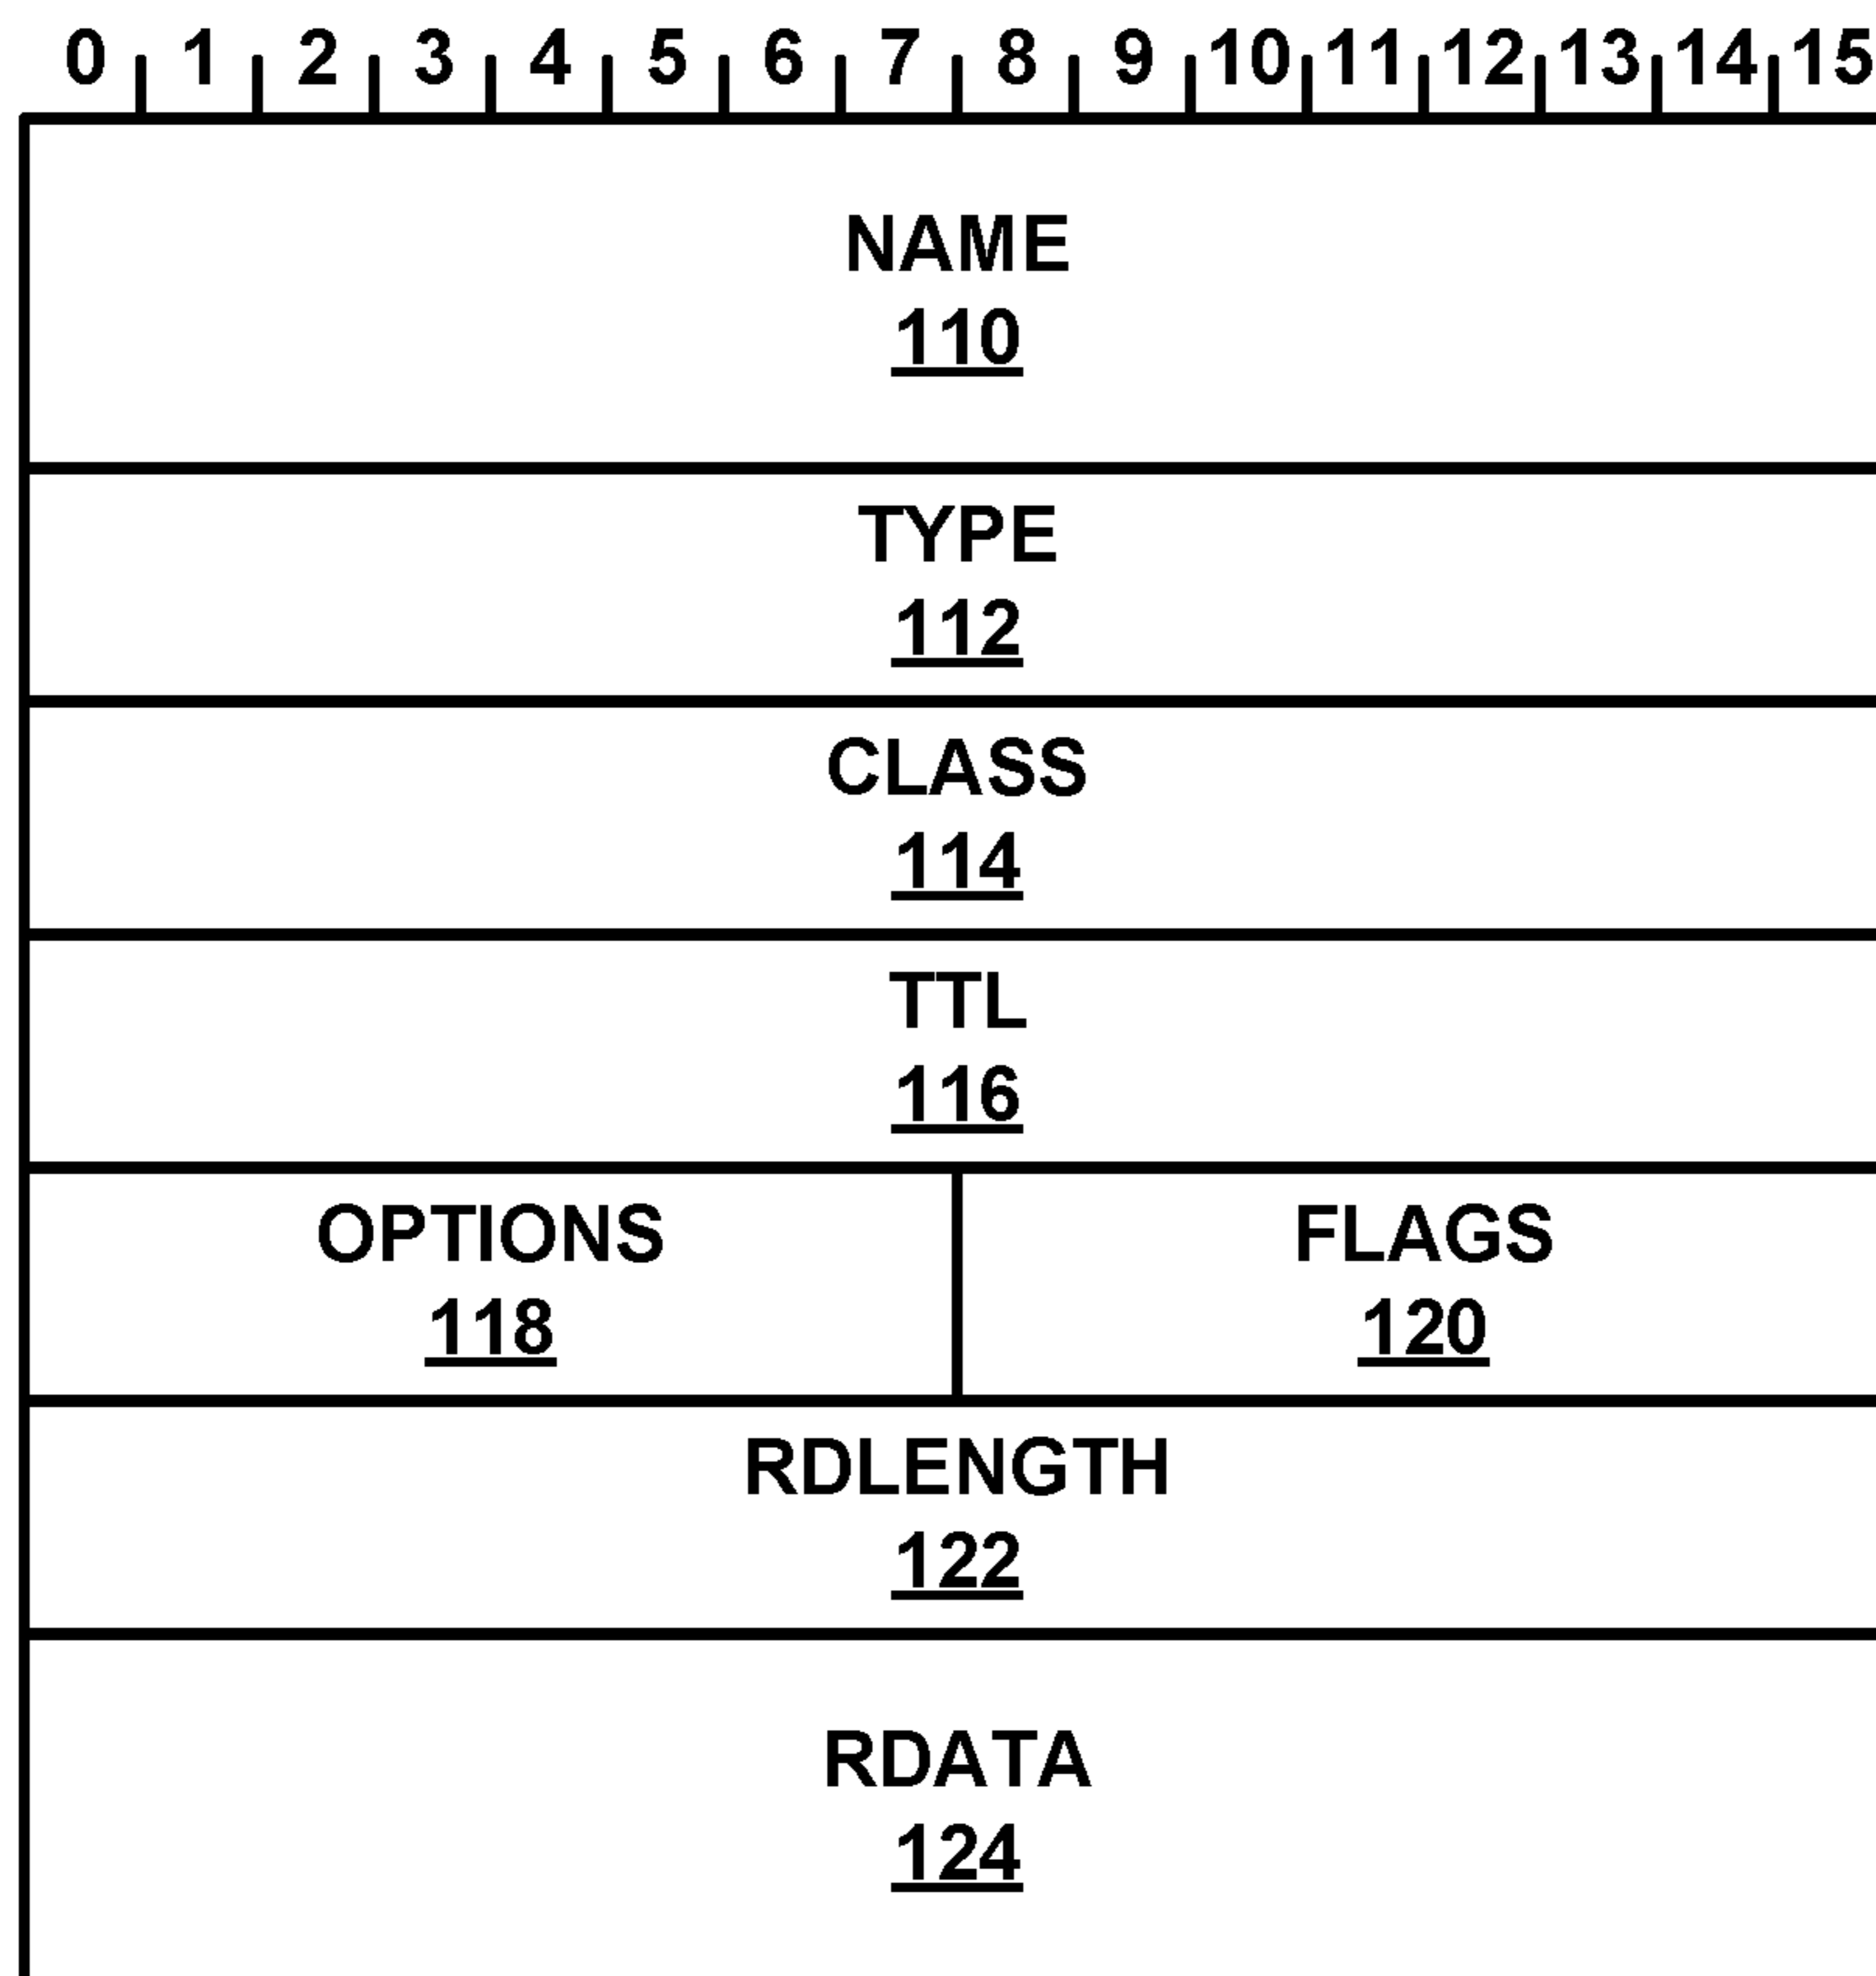 0 1 2 3 4 5 6 7 8 9 10 11 12 13 14 15
NAME
110
TYPE
112
CLASS
114
TTL
116
OPTIONS FLAGS
118 120
RDLENGTH
122
RDATA
124